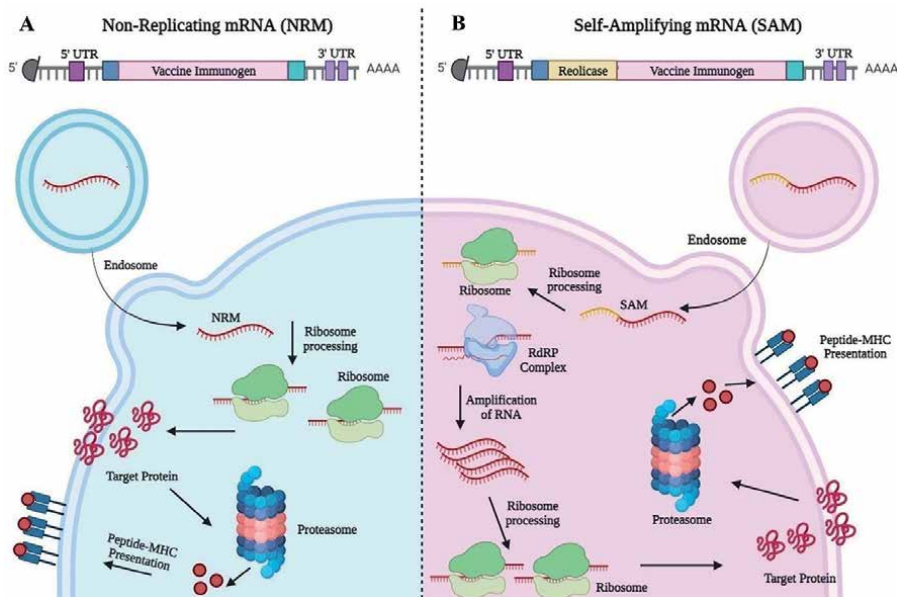 A
Non-Replicating mRNA (NRM)
5'
5' UTR
Vaccine Immunogen
3' UTR
AAAA
Endosome
NRM
Ribosome
processing
Ribosome
Target Protein
Proteasome
Peptide-MHC
Presentation
B
Self-Amplifying mRNA (SAM)
5'
5' UTR
Reolicase
Vaccine Immunogen
3' UTR
AAAA
Endosome
SAM
Ribosome
processing
Ribosome
RdRP
Complex
Amplification
of RNA
Ribosome
processing
Ribosome
Target Protein
Proteasome
Peptide-MHC
Presentation